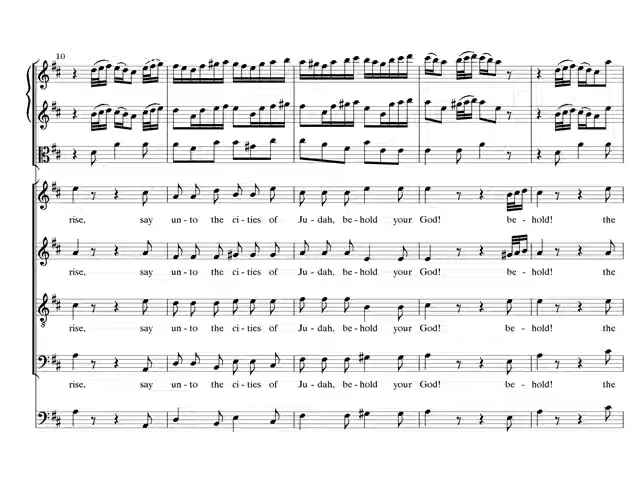 10
rise, say un-to the ci-ties of Ju-dah, be-hold your God! be-hold! the
rise, say un-to the ci-ties of Ju-dah, be-hold your God! be-hold! the
rise, say un-to the ci-ties of Ju-dah, be-hold your God! be-hold! the
rise, say un-to the ci-ties of Ju-dah, be-hold your God! be-hold! the